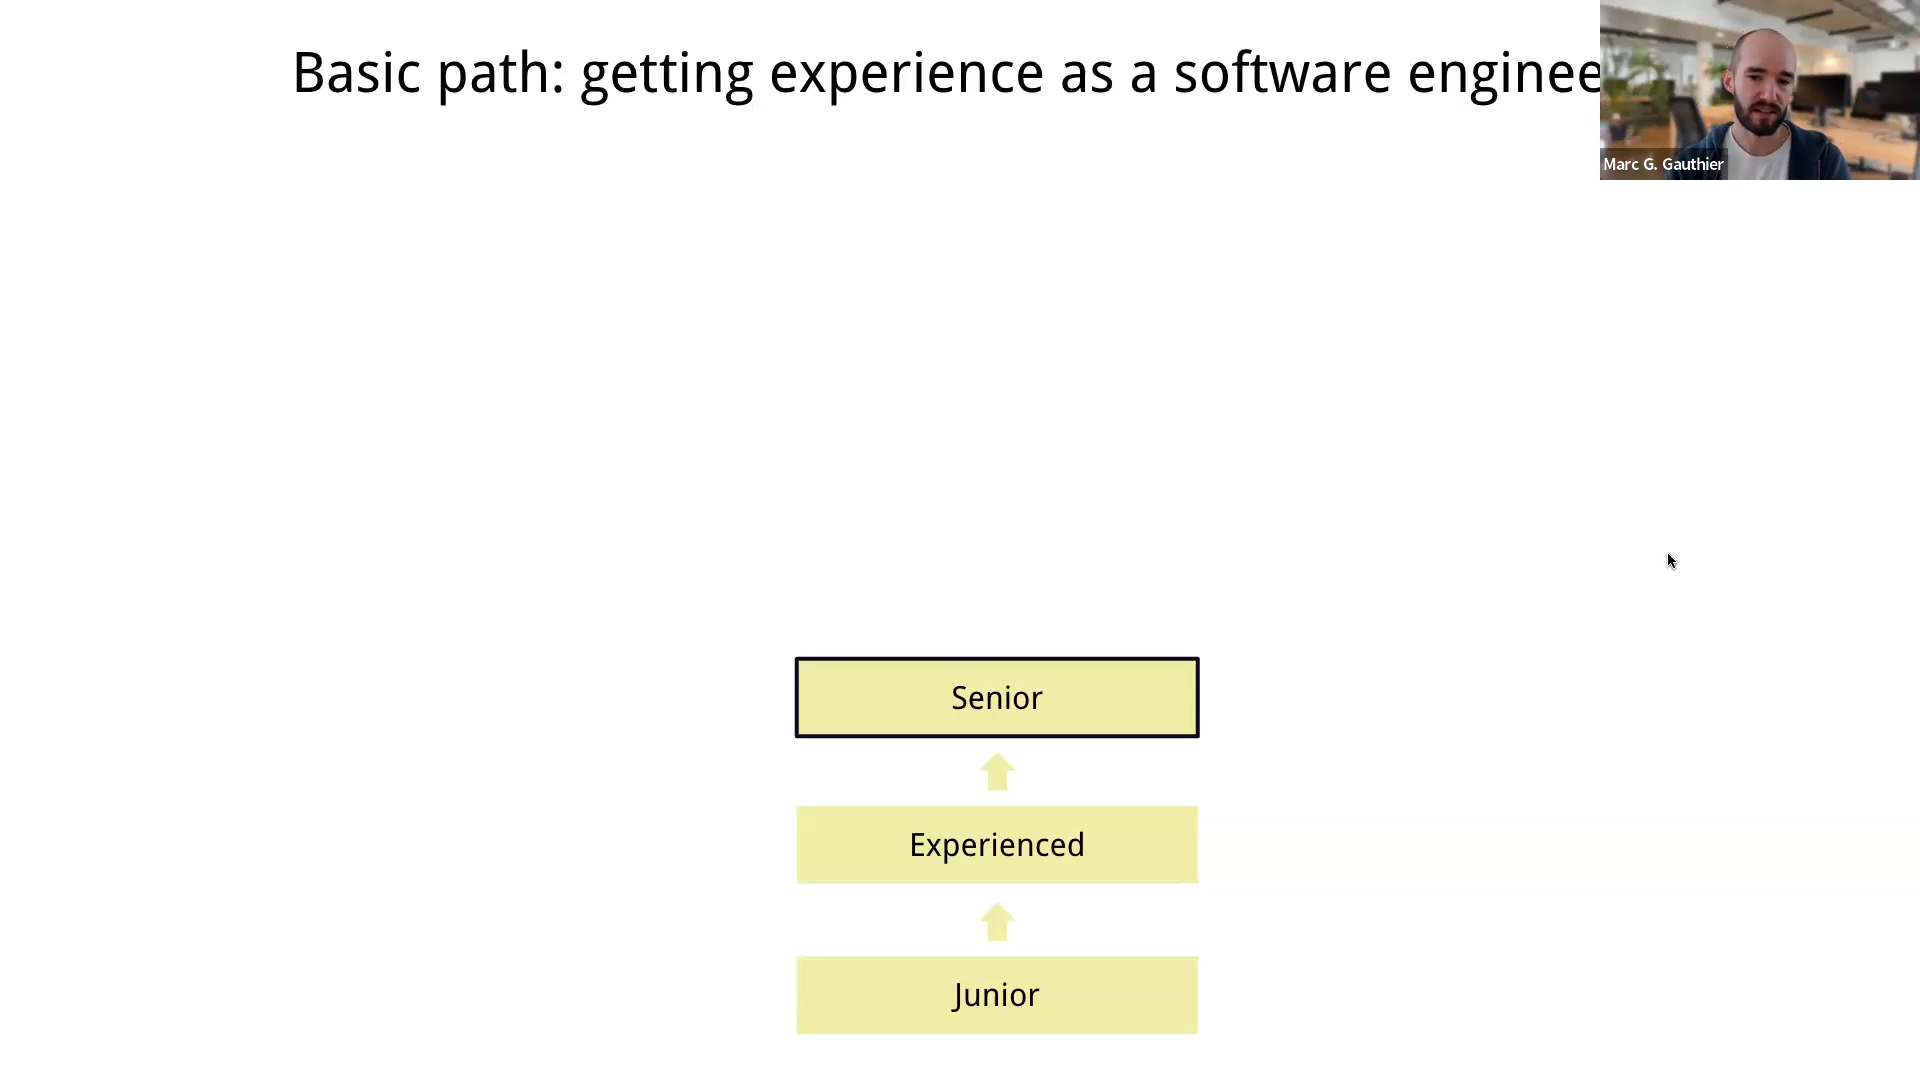 Basic path: getting experience as a software enginee
Marc G. Gauthier
Senior
Experienced
Junior